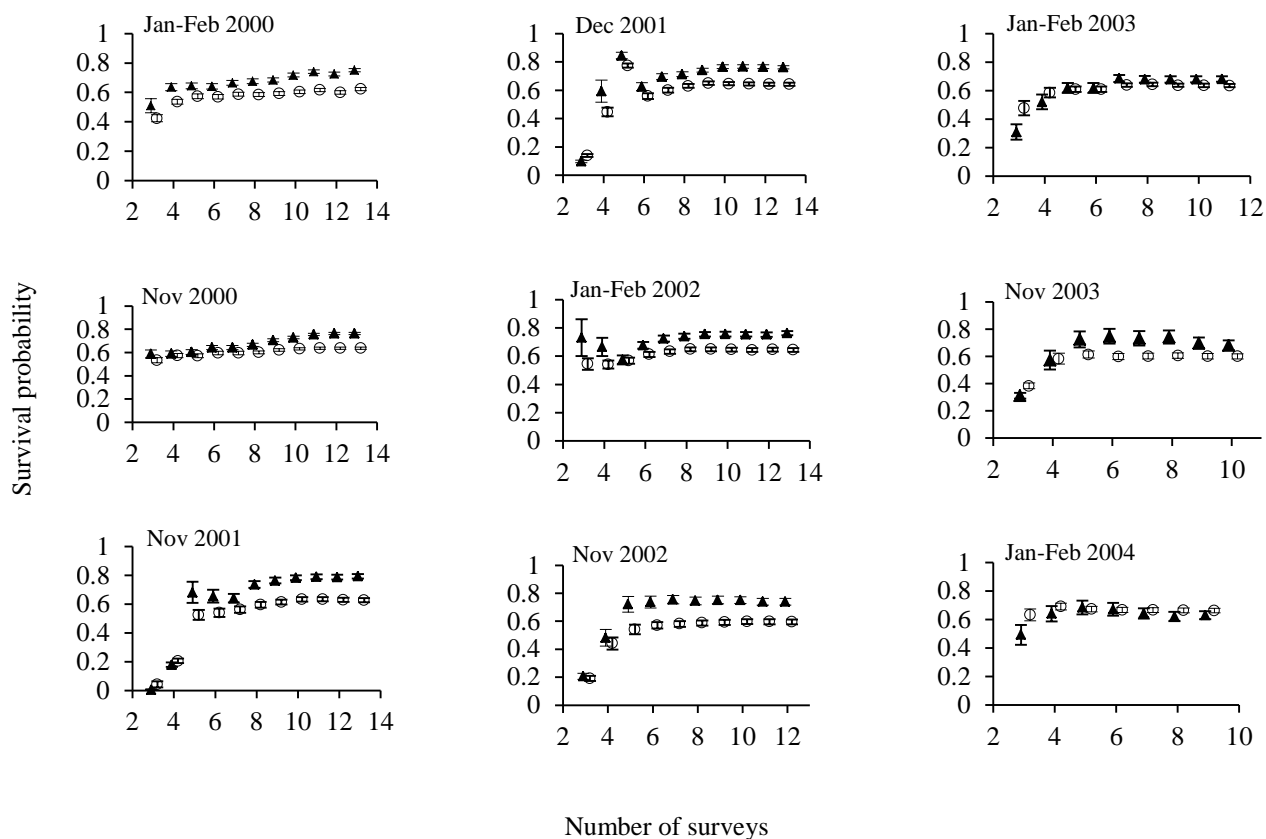 Jan-Feb 2000
1
0.8
0.6
0.4
0.2
0
2 4 6 8 10 12 14
Dec 2001
1
0.8
0.6
0.4
0.2
0
2 4 6 8 10 12 14
Jan-Feb 2003
1
0.8
0.6
0.4
0.2
0
2 4 6 8 10 12
Survival probability
Nov 2000
1
0.8
0.6
0.4
0.2
0
2 4 6 8 10 12 14
Jan-Feb 2002
1
0.8
0.6
0.4
0.2
0
2 4 6 8 10 12 14
Nov 2003
1
0.8
0.6
0.4
0.2
0
2 4 6 8 10
Nov 2001
1
0.8
0.6
0.4
0.2
0
2 4 6 8 10 12 14
Nov 2002
1
0.8
0.6
0.4
0.2
0
2 4 6 8 10 12
Jan-Feb 2004
1
0.8
0.6
0.4
0.2
0
2 4 6 8 10
Number of surveys